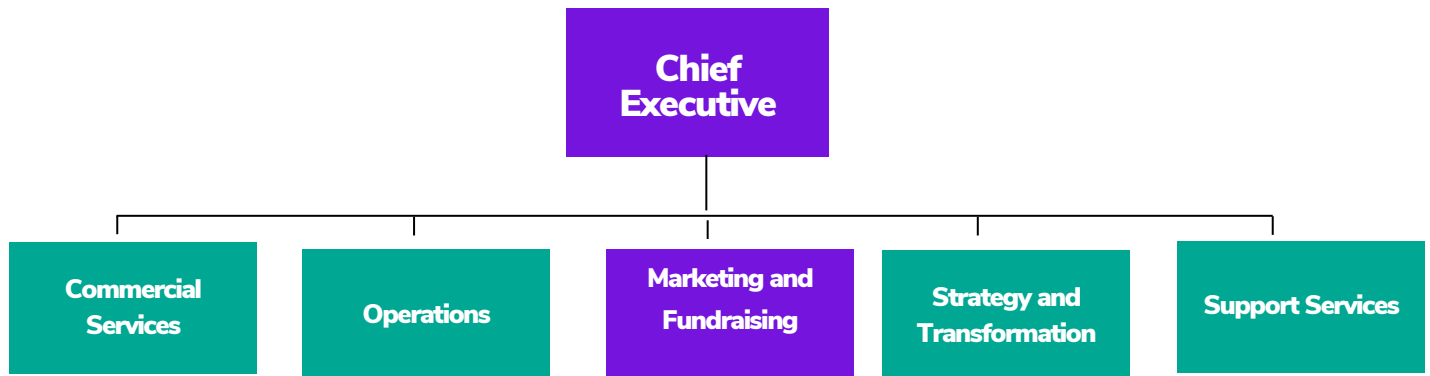 Chief
Executive
Commercial
Services
Operations
Marketing and
Fundraising
Strategy and
Transformation
Support Services